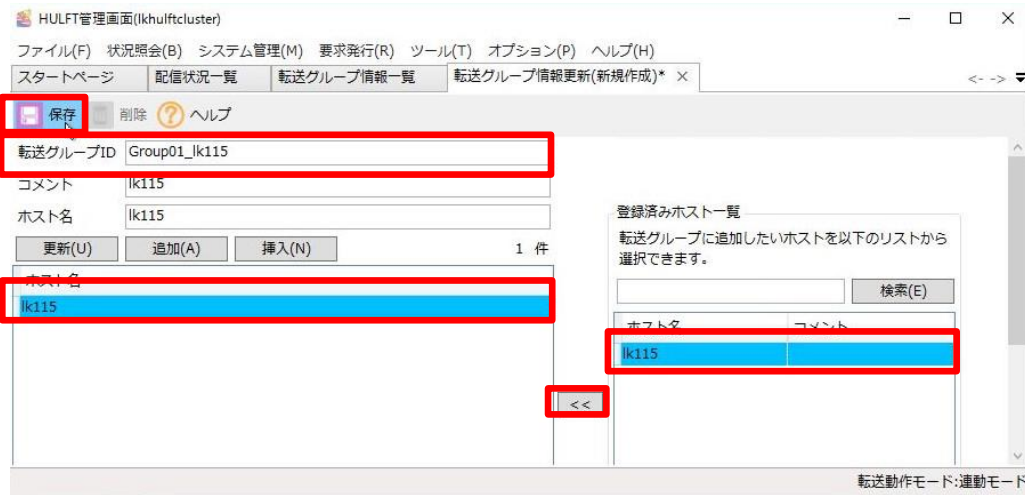 HULFT管理画面(lkhulftcluster)
ファイル(F) 状況照会(B) システム管理(M) 要求発行(R) ツール(T) オプション(P) ヘルプ(H)
スタートページ 配信状況一覧 転送グループ情報一覧 転送グループ情報更新(新規作成)* ×
<- ->
保存 削除 ? ヘルプ
転送グループID Group01_lk115
コメント lk115
ホスト名 lk115
更新(U) 追加(A) 挿入(N) 1 件
ホスト名
lk115
<<
登録済みホスト一覧
転送グループに追加したいホストを以下のリストから
選択できます。
検索(E)
ホスト名 コメント
lk115
転送動作モード:連動モード